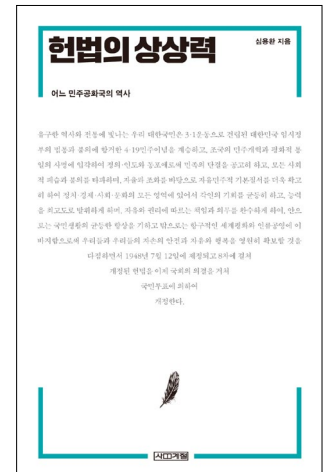 헌법의 상상력
심용환 지음
어느 민주공화국의 역사
유구한 역사와 전통에 빛나는 우리 대한국민은 3·1운동으로 건립된 대한민국 임시정
부의 법통과 불의에 항거한 4·19민주이념을 계승하고, 조국의 민주개혁과 평화적 통
일의 사명에 입각하여 정의·인도와 동포애로써 민족의 단결을 공고히 하고, 모든 사회
적 폐습과 불의를 타파하며, 자율과 조화를 바탕으로 자유민주적 기본질서를 더욱 확고
히 하여 정치·경제·사회·문화의 모든 영역에 있어서 각인의 기회를 균등히 하고, 능력
을 최고도로 발휘하게 하며, 자유와 권리에 따르는 책임과 의무를 완수하게 하여, 안으
로는 국민생활의 균등한 향상을 기하고 밖으로는 항구적인 세계평화와 인류공영에 이
바지함으로써 우리들과 우리들의 자손의 안전과 자유와 행복을 영원히 확보할 것을
다짐하면서 1948년 7월 12일에 제정되고 8차에 걸쳐
개정된 헌법을 이제 국회의 의결을 거쳐
국민투표에 의하여
개정한다.
사계절